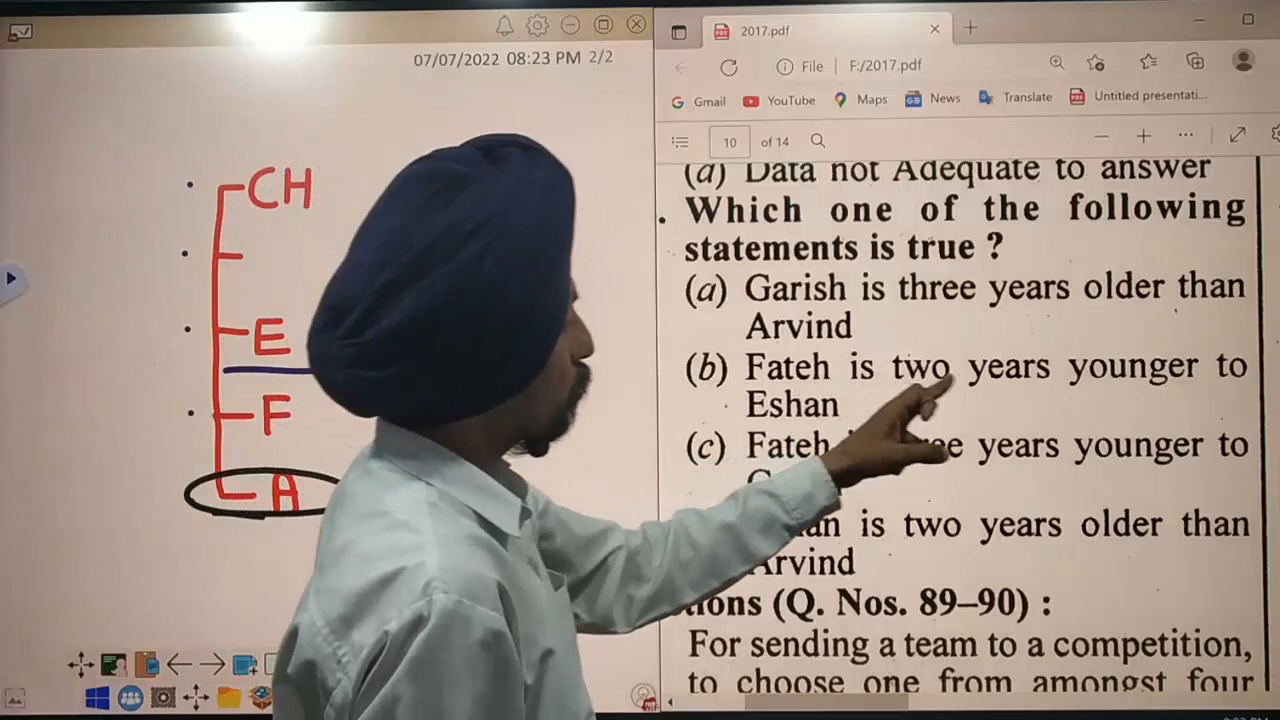 07/07/2022 08:23 PM 2/2
CH
E
F
A
2017.pdf
File F:/2017.pdf
Gmail YouTube Maps News Translate Untitled presentati...
10 of 14
(d) Data not Adequate to answer
. Which one of the following
statements is true ?
(a) Garish is three years older than
Arvind
(b) Fateh is two years younger to
Eshan
(c) Fateh years younger to
is two years older than
Arvind
(Q. Nos. 89–90) :
For sending a team to a competition,
to choose one from amongst four